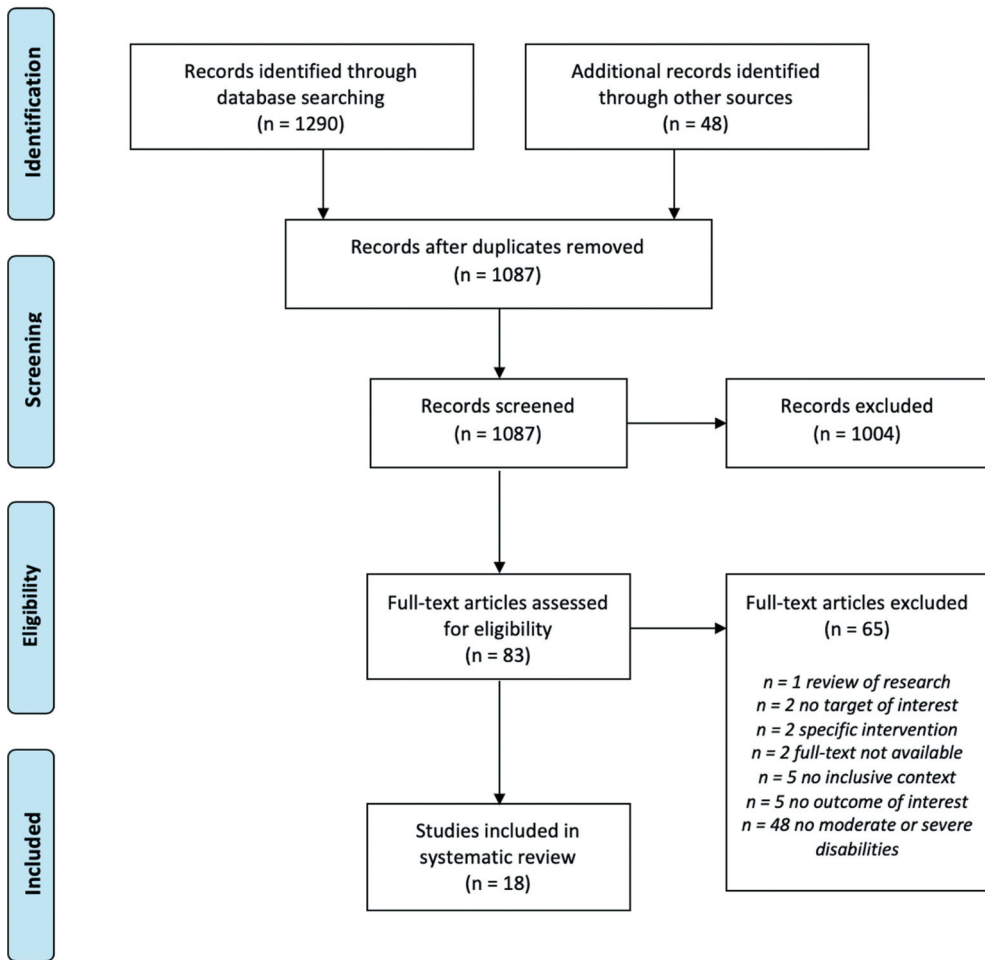 Identification
Records identified through
database searching
(n = 1290)
Additional records identified
through other sources
(n = 48)
Records after duplicates removed
(n = 1087)
Screening
Records screened
(n = 1087)
Records excluded
(n = 1004)
Eligibility
Full-text articles assessed
for eligibility
(n = 83)
Full-text articles excluded
(n = 65)
n = 1 review of research
n = 2 no target of interest
n = 2 specific intervention
n = 2 full-text not available
n = 5 no inclusive context
n = 5 no outcome of interest
n = 48 no moderate or severe
disabilities
Included
Studies included in
systematic review
(n = 18)